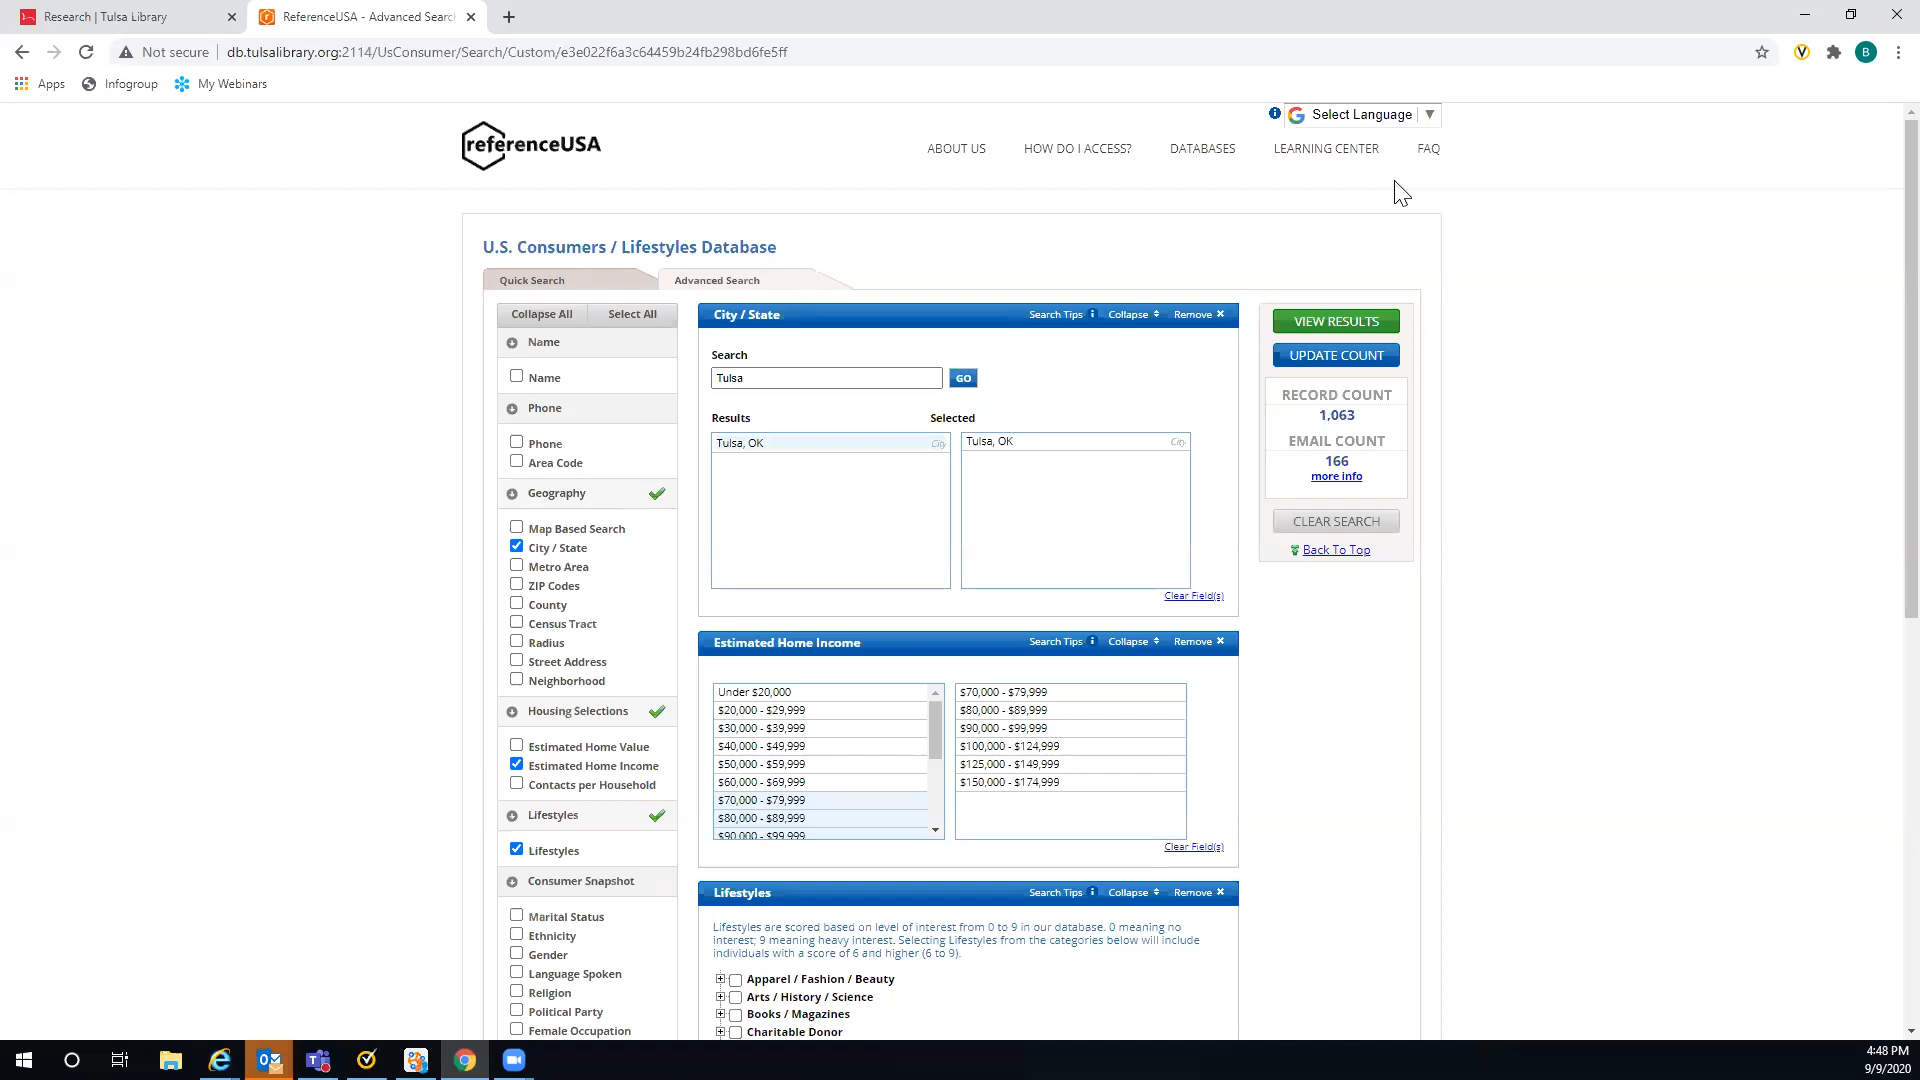 Research | Tulsa Library
ReferenceUSA - Advanced Searc
Not secure
db.tulsalibrary.org:2114/UsConsumer/Search/Custom/e3e022f6a3c64459b24fb298bd6fe5ff
B
Apps
Infogroup
My Webinars
Select Language
referenceUSA
ABOUT US
HOW DO I ACCESS?
DATABASES
LEARNING CENTER
FAQ
U.S. Consumers / Lifestyles Database
Quick Search
Advanced Search
Collapse All
Select All
Name
Name
Phone
Phone
Area Code
Geography
Map Based Search
City / State
Metro Area
ZIP Codes
County
Census Tract
Radius
Street Address
Neighborhood
Housing Selections
Estimated Home Value
Estimated Home Income
Contacts per Household
Lifestyles
Lifestyles
Consumer Snapshot
Marital Status
Ethnicity
Gender
Language Spoken
Religion
Political Party
Female Occupation
City / State
Search Tips
Collapse
Remove
Search
Tulsa
GO
Results
Selected
Tulsa, OK
City
Tulsa, OK
City
Clear Field(s)
Estimated Home Income
Search Tips
Collapse
Remove
Under $20,000
$20,000 - $29,999
$30,000 - $39,999
$40,000 - $49,999
$50,000 - $59,999
$60,000 - $69,999
$70,000 - $79,999
$80,000 - $89,999
$90,000 - $99,999
$70,000 - $79,999
$80,000 - $89,999
$90,000 - $99,999
$100,000 - $124,999
$125,000 - $149,999
$150,000 - $174,999
Clear Field(s)
Lifestyles
Search Tips
Collapse
Remove
Lifestyles are scored based on level of interest from 0 to 9 in our database. 0 meaning no
interest; 9 meaning heavy interest. Selecting Lifestyles from the categories below will include
individuals with a score of 6 and higher (6 to 9).
Apparel / Fashion / Beauty
Arts / History / Science
Books / Magazines
Charitable Donor
VIEW RESULTS
UPDATE COUNT
RECORD COUNT
1,063
EMAIL COUNT
166
more info
CLEAR SEARCH
Back To Top
4:48 PM
9/9/2020